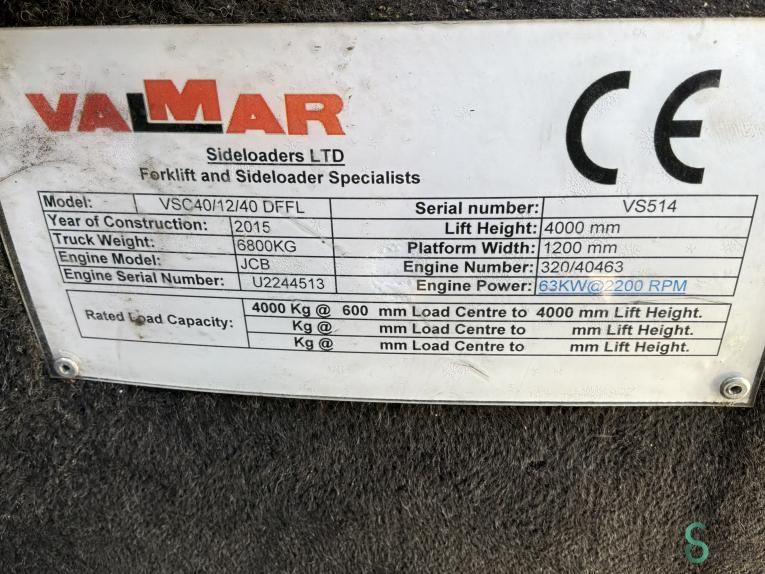 VALMAR
CE
Sideloaders LTD
Forklift and Sideloader Specialists
Model: VSC40/12/40 DFFL Serial number: VS514
Year of Construction: 2015 Lift Height: 4000 mm
Truck Weight: 6800KG Platform Width: 1200 mm
Engine Model: JCB Engine Number: 320/40463
Engine Serial Number: U2244513 Engine Power: 63KW@2200 RPM
Rated Load Capacity: 4000 Kg @ 600 mm Load Centre to 4000 mm Lift Height.
Kg @ mm Load Centre to mm Lift Height.
Kg @ mm Load Centre to mm Lift Height.
S